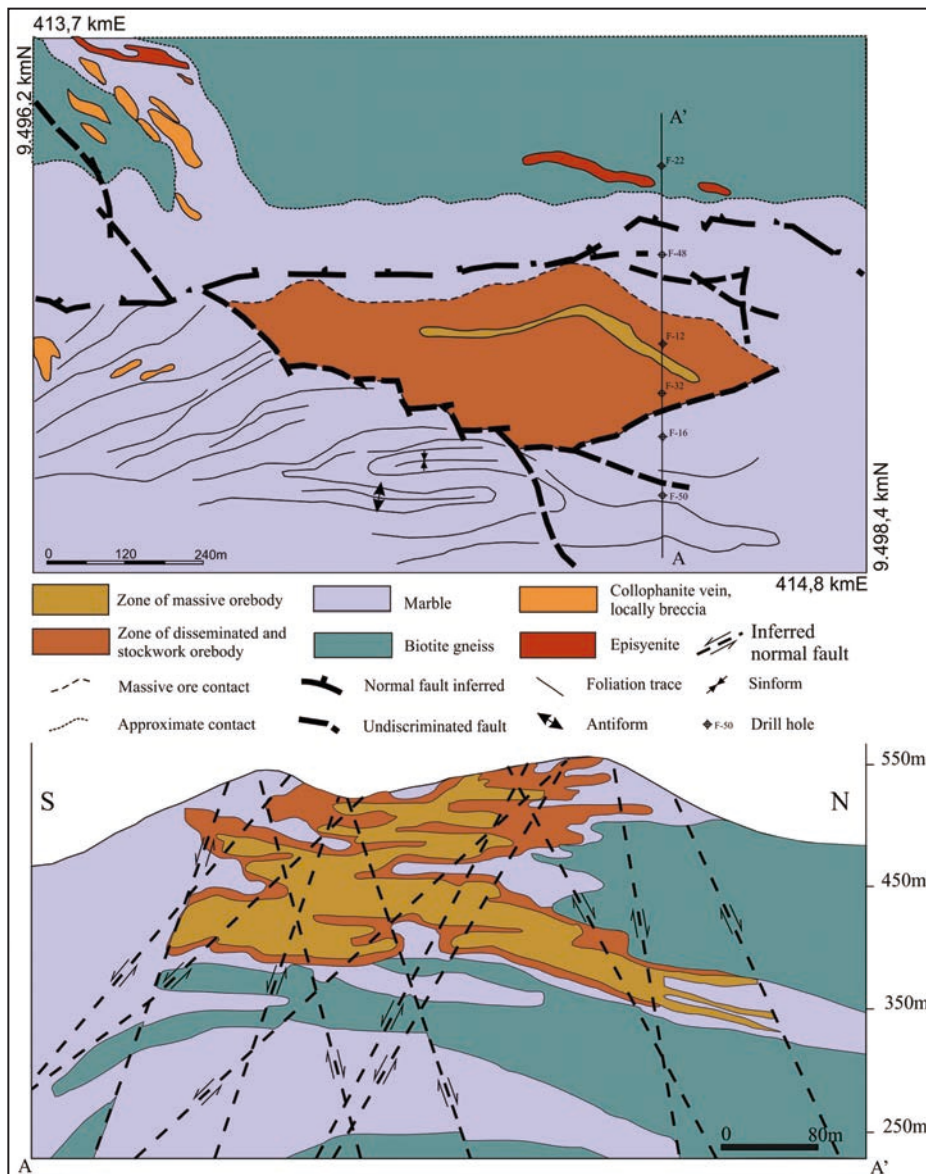 413,7 kmE
9.496,2 kmN
A'
F-22
F-48
F-12
F-32
F-16
F-50
A
0 120 240m
9.498,4 kmN
414,8 kmE
Zone of massive orebody
Marble
Collophanite vein,
locally breccia
Zone of disseminated and
stockwork orebody
Biotite gneiss
Episyenite
Inferred
normal fault
Massive ore contact
Normal fault inferred
Foliation trace
Sinform
Approximate contact
Undiscriminated fault
Antiform
F-50
Drill hole
S
N
550m
450m
350m
250m
0 80m
A
A'